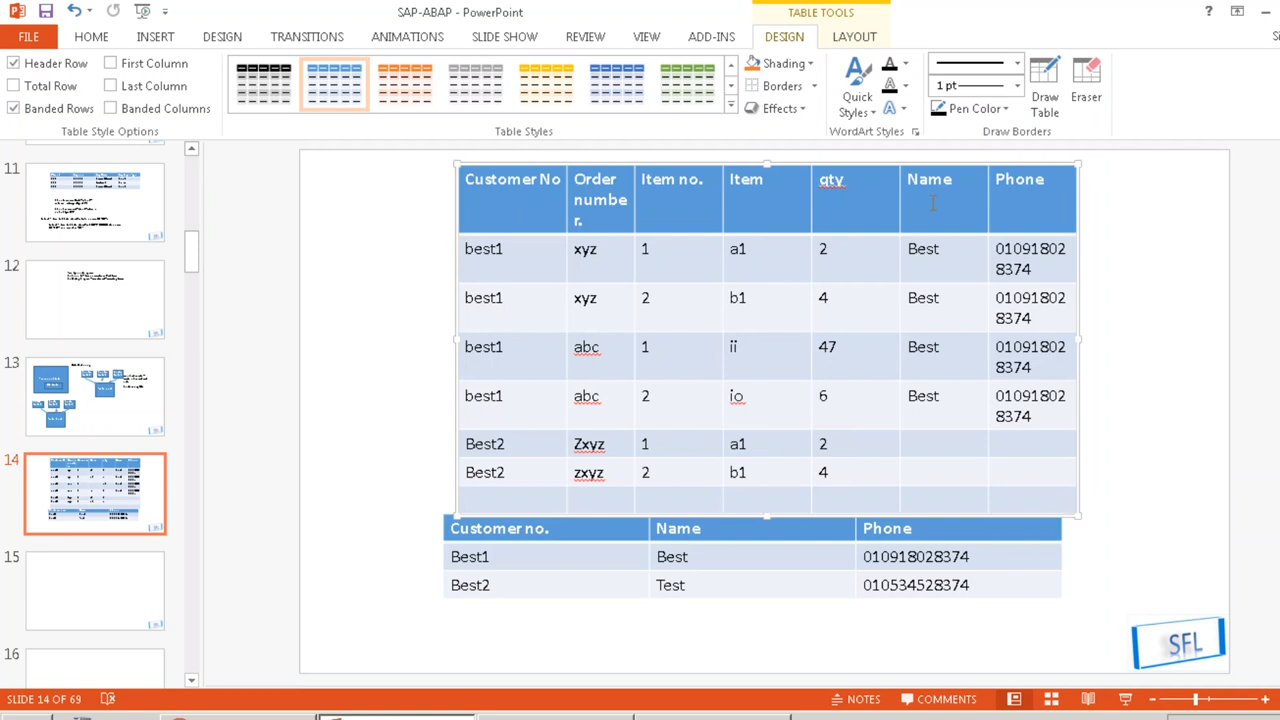 SAP-ABAP - PowerPoint
TABLE TOOLS
?
FILE HOME INSERT DESIGN TRANSITIONS ANIMATIONS SLIDE SHOW REVIEW VIEW ADD-INS DESIGN LAYOUT
Header Row First Column
Total Row Last Column
Banded Rows Banded Columns
Table Style Options
Table Styles
Shading
Borders
Effects
Quick Styles
WordArt Styles
1 pt
Pen Color
Draw Table
Eraser
Draw Borders
11
12
13
14
15
16
Customer No Order numbe r. Item no. Item qty Name Phone
best1 xyz 1 a1 2 Best 01091802 8374
best1 xyz 2 b1 4 Best 01091802 8374
best1 abc 1 ii 47 Best 01091802 8374
best1 abc 2 io 6 Best 01091802 8374
Best2 Zxyz 1 a1 2
Best2 zxyz 2 b1 4
Customer no. Name Phone
Best1 Best 010918028374
Best2 Test 010534528374
SFL
SLIDE 14 OF 69
NOTES COMMENTS